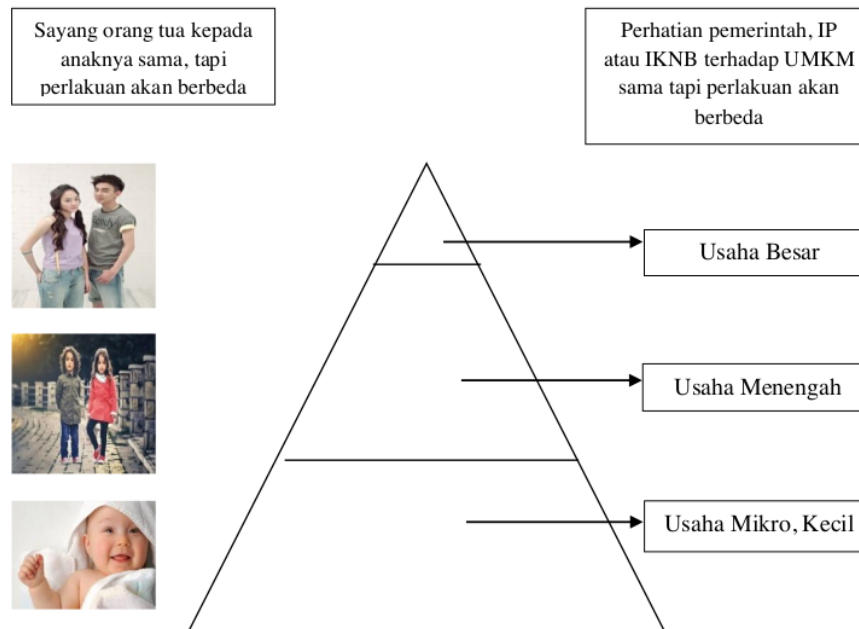 Sayang orang tua kepada
anaknya sama, tapi
perlakuan akan berbeda
Perhatian pemerintah, IP
atau IKNB terhadap UMKM
sama tapi perlakuan akan
berbeda
Usaha Besar
Usaha Menengah
Usaha Mikro, Kecil